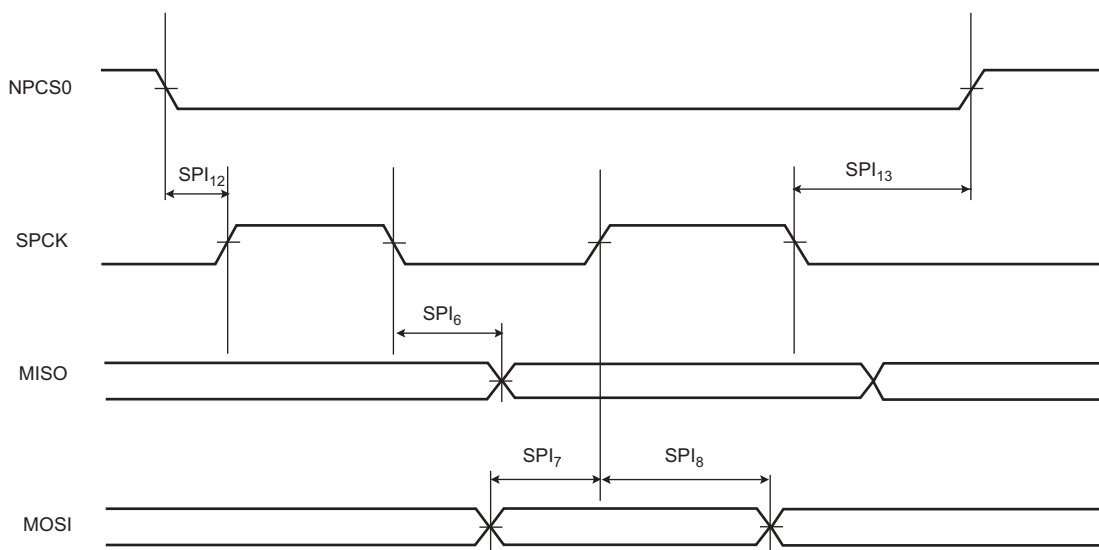 NPCS0
SPI₁₂
SPI₁₃
SPCK
SPI₆
MISO
SPI₇
SPI₈
MOSI